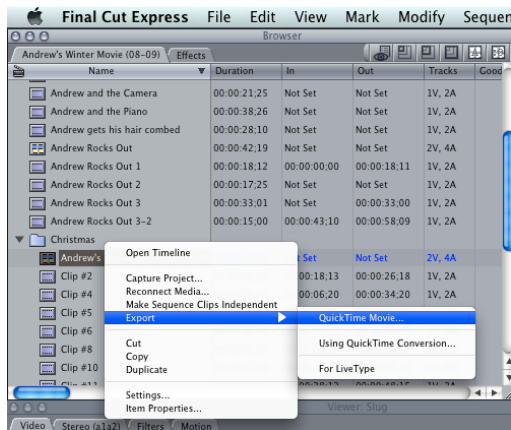 Final Cut Express File Edit View Mark Modify Sequen
Browser
Andrew's Winter Movie (08-09) Effects
Name Duration In Out Tracks Good
Andrew and the Camera 00:00:21;25 Not Set Not Set 1V, 2A
Andrew and the Piano 00:00:38;26 Not Set Not Set 1V, 2A
Andrew gets his hair combed 00:00:28;10 Not Set Not Set 1V, 2A
Andrew Rocks Out 00:00:42;19 Not Set Not Set 2V, 4A
Andrew Rocks Out 1 00:00:18;12 00:00:00;00 00:00:18;11 1V, 2A
Andrew Rocks Out 2 00:00:17;25 Not Set Not Set 1V, 2A
Andrew Rocks Out 3 00:00:33;01 Not Set 00:00:33;00 1V, 2A
Andrew Rocks Out 3-2 00:00:15;00 00:00:43;10 00:00:58;09 1V, 2A
Christmas
Andrew's Set Not Set 2V, 4A
Clip #2 00:18;13 00:00:26;18 1V, 2A
Clip #4 00:06;20 00:00:34;20 1V, 2A
Clip #5
Clip #6
Clip #8
Clip #10
Clip #11
Open Timeline
Capture Project...
Reconnect Media...
Make Sequence Clips Independent
Export
Cut
Copy
Duplicate
Settings...
Item Properties...
QuickTime Movie...
Using QuickTime Conversion...
For LiveType
Viewer: Slug
Video Stereo (a1a2) Filters Motion